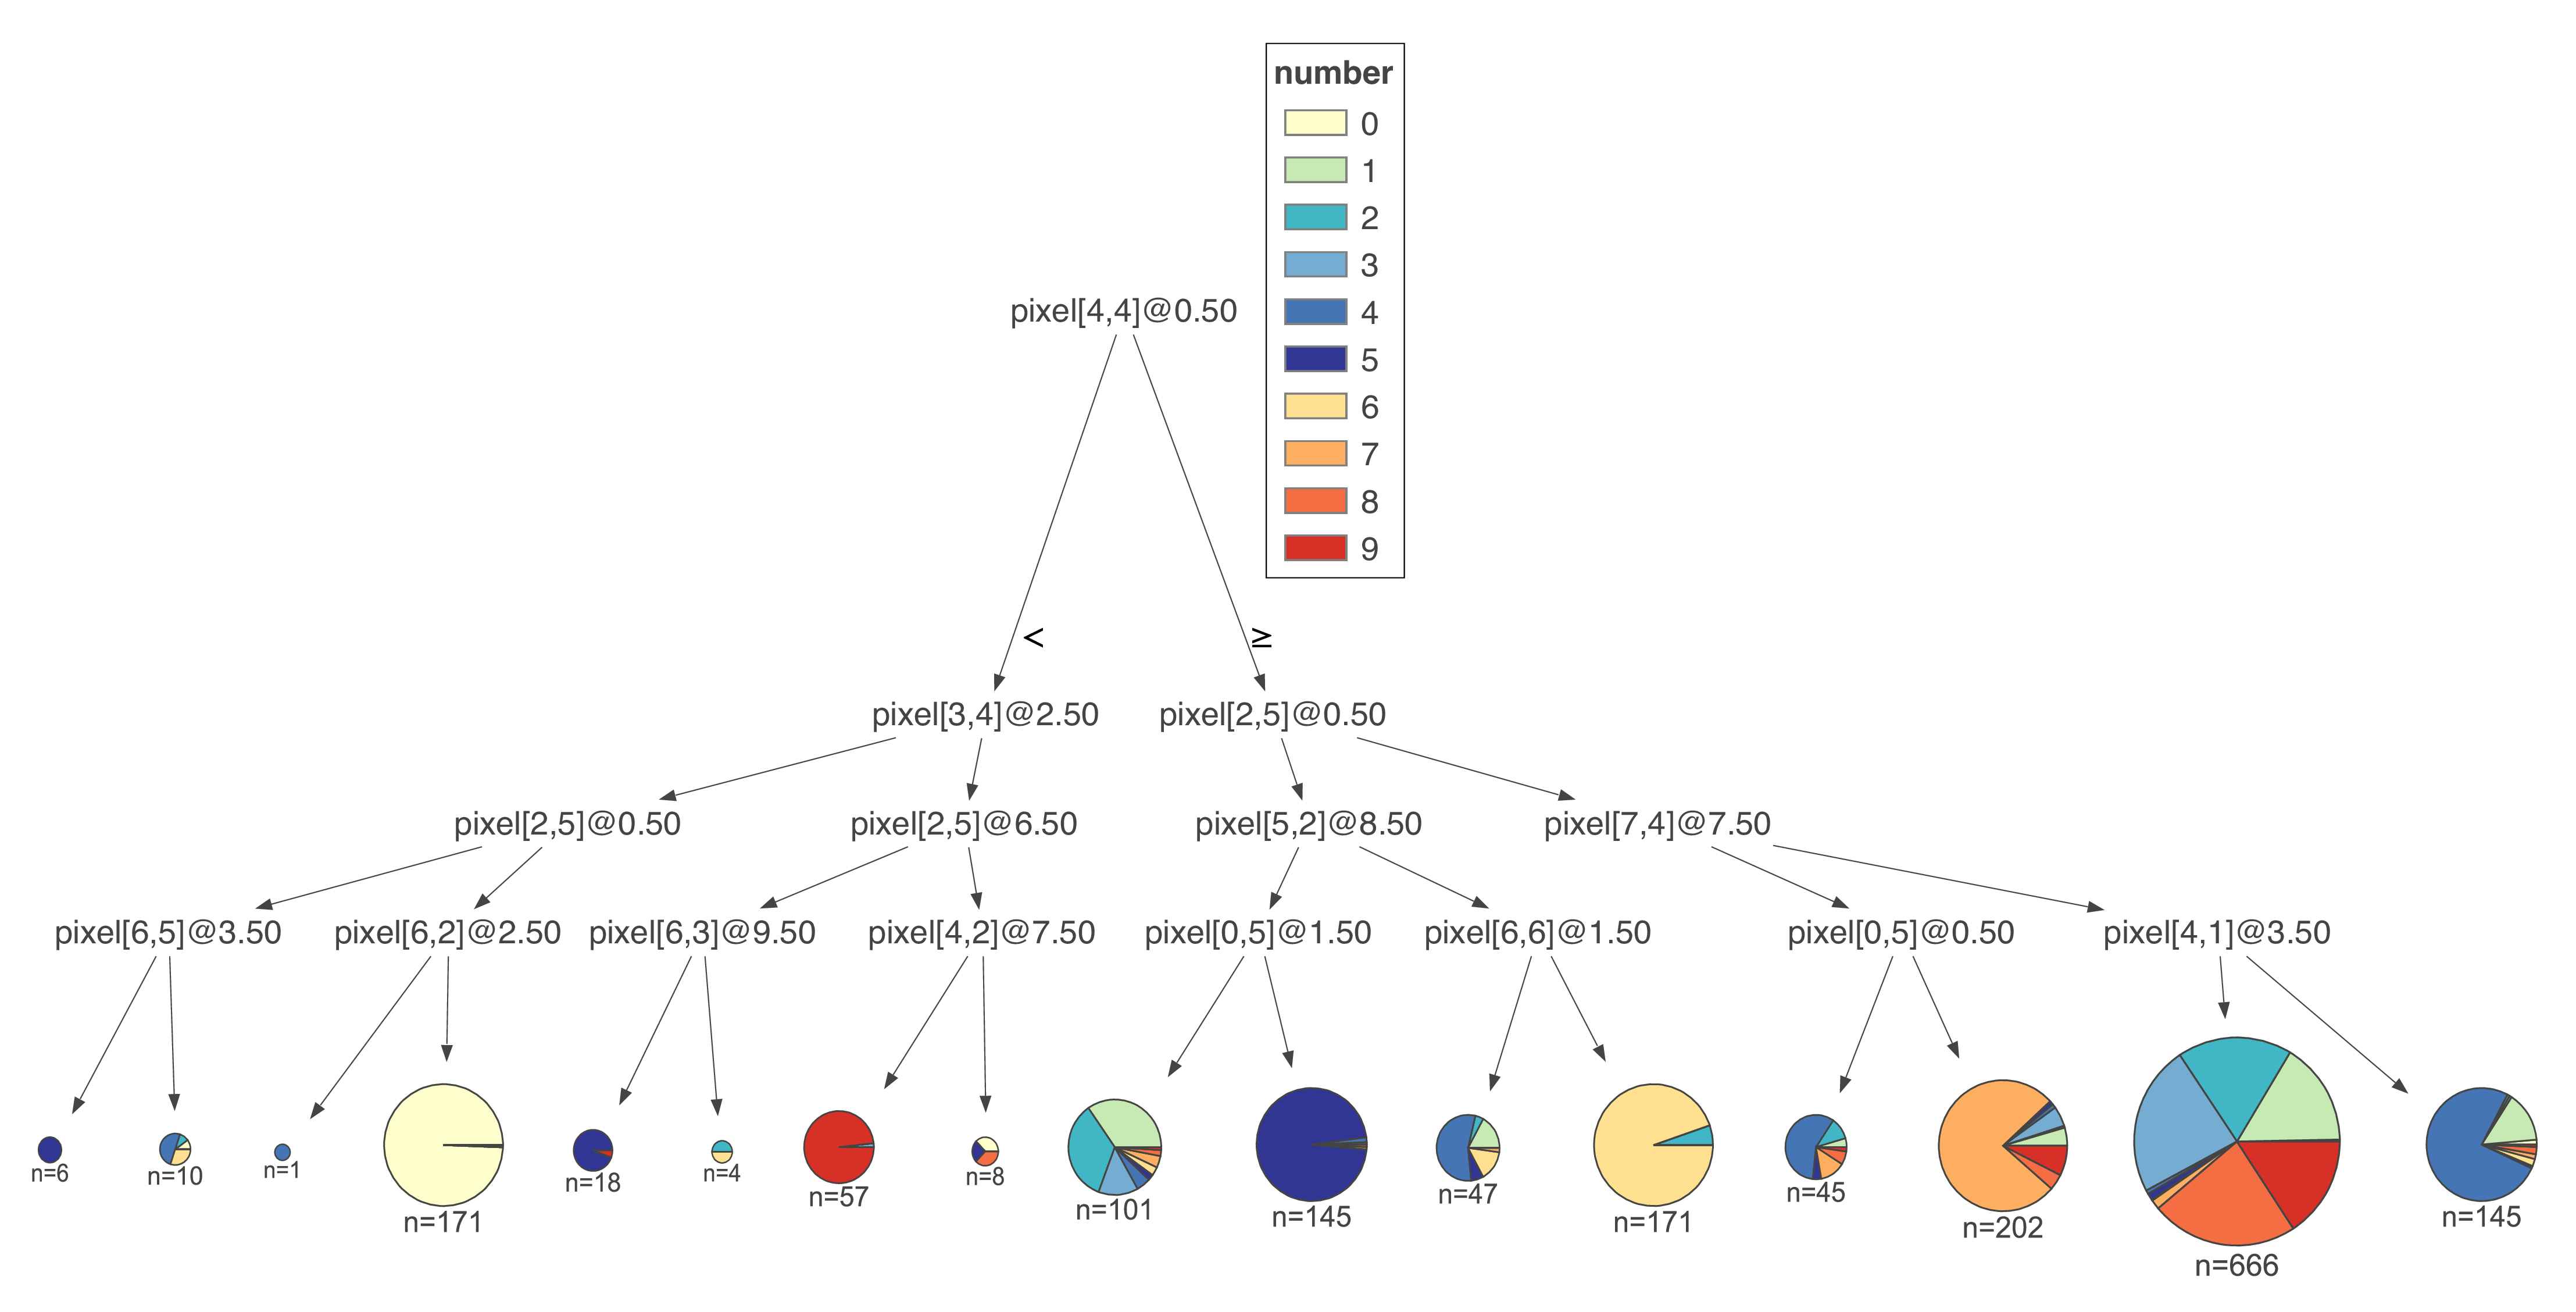 number
0
1
2
3
4
5
6
7
8
9
pixel[4,4]@0.50
<
≥
pixel[3,4]@2.50
pixel[2,5]@0.50
pixel[2,5]@0.50
pixel[2,5]@6.50
pixel[5,2]@8.50
pixel[7,4]@7.50
pixel[6,5]@3.50
pixel[6,2]@2.50
pixel[6,3]@9.50
pixel[4,2]@7.50
pixel[0,5]@1.50
pixel[6,6]@1.50
pixel[0,5]@0.50
pixel[4,1]@3.50
n=6
n=10
n=1
n=171
n=18
n=4
n=57
n=8
n=101
n=145
n=47
n=171
n=45
n=202
n=666
n=145